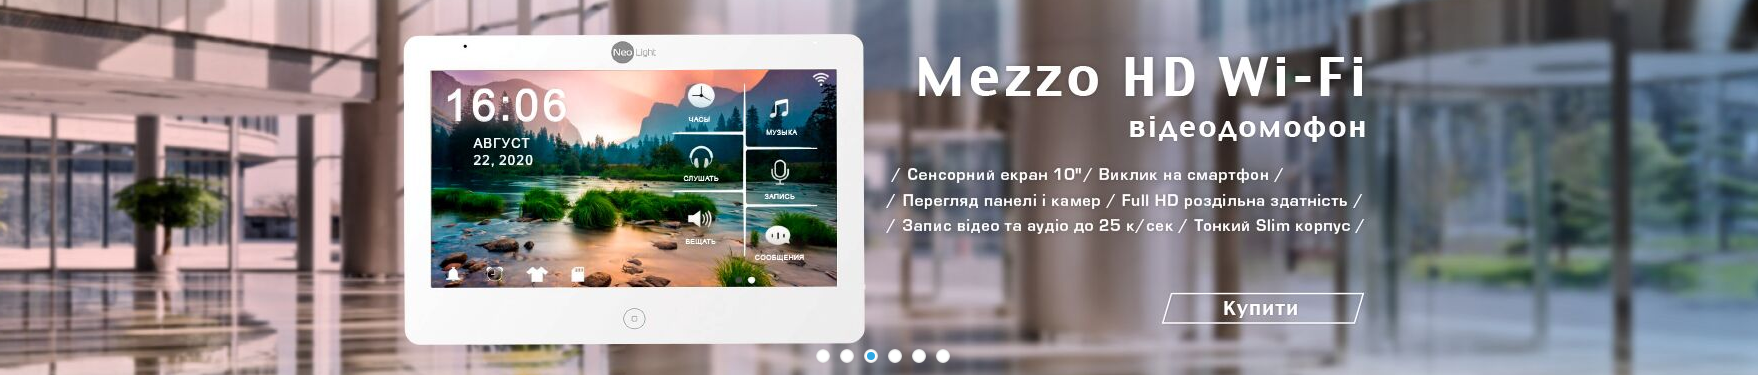 Neo Light
16:06
АВГУСТ
22, 2020
ЧАСЫ
МУЗЫКА
СЛУШАТЬ
ЗАПИСЬ
ВЕЩАТЬ
СООБЩЕНИЯ
Mezzo HD Wi-Fi
відеодомофон
/ Сенсорний екран 10"/ Виклик на смартфон /
/ Перегляд панелі і камер / Full HD роздільна здатність /
/ Запис відео та аудіо до 25 к/сек / Тонкий Slim корпус /
Купити